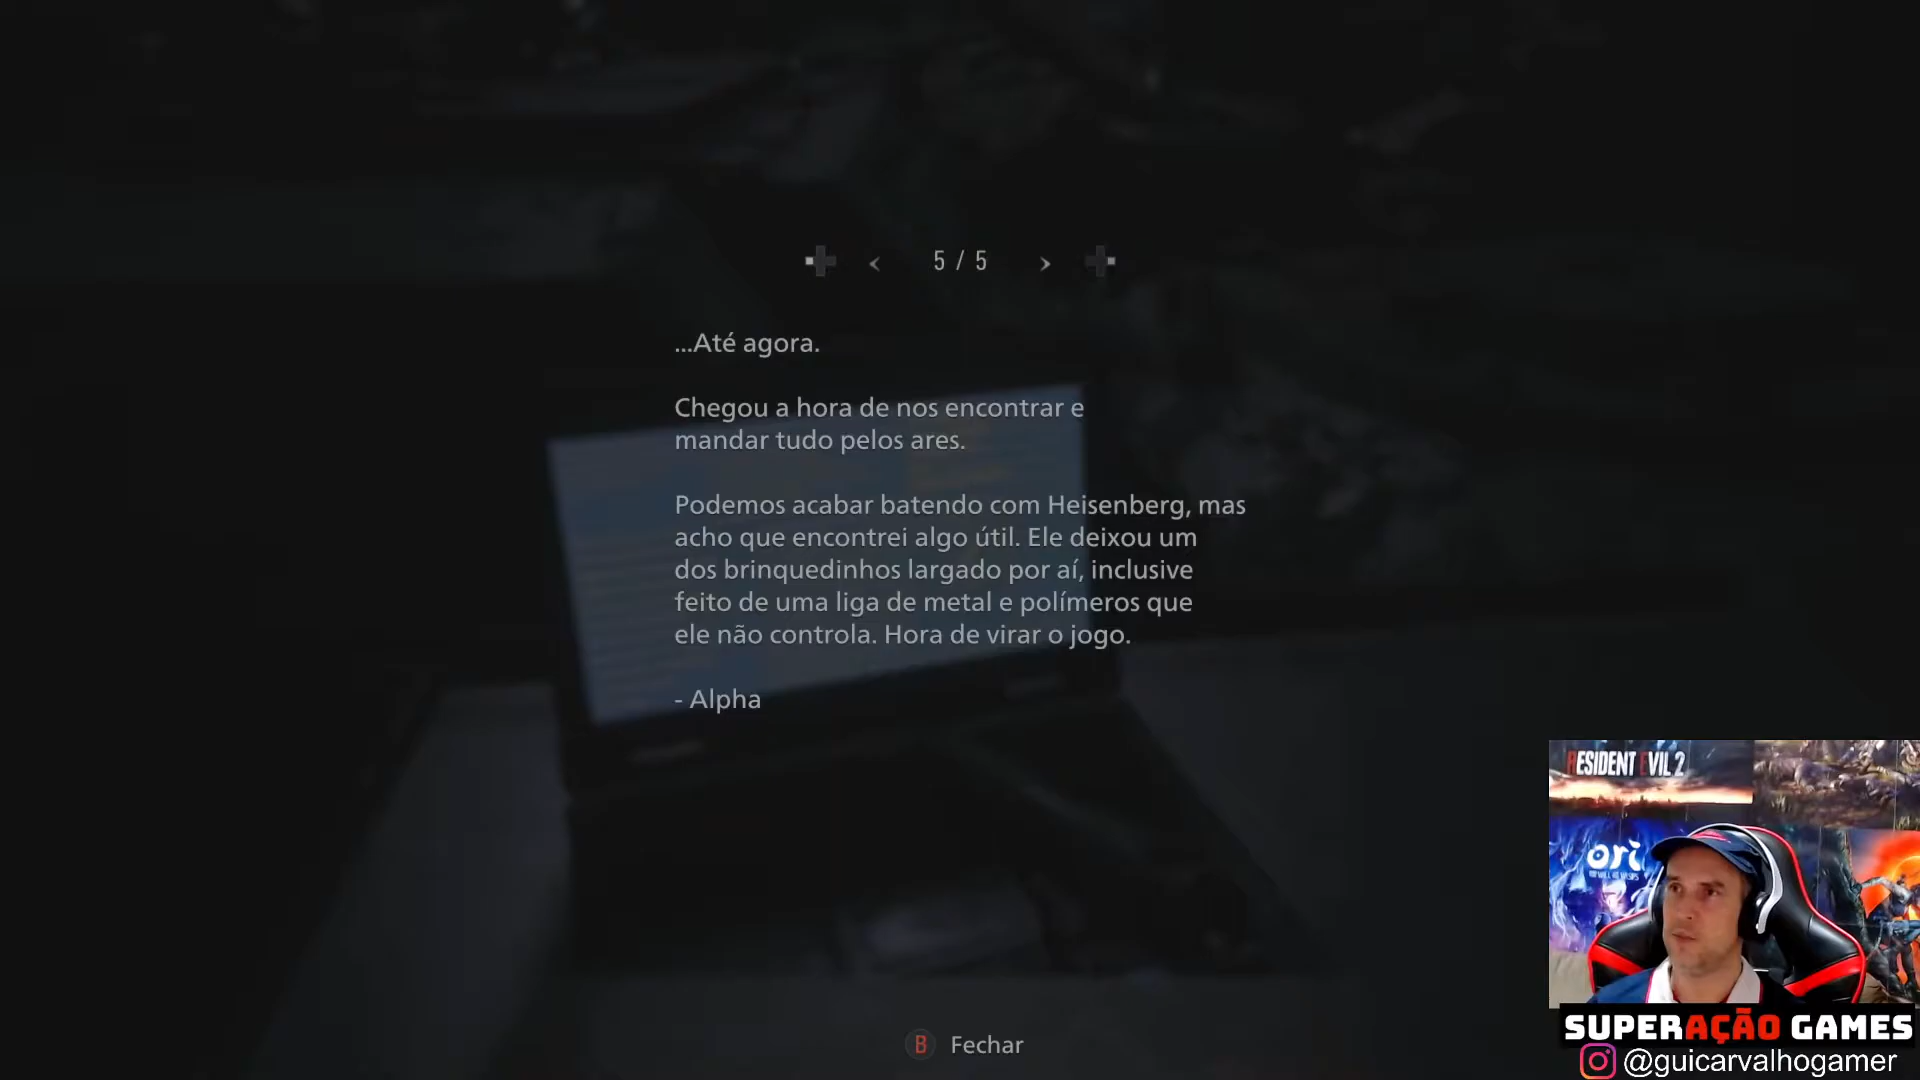 5 / 5
...Até agora.
Chegou a hora de nos encontrar e
mandar tudo pelos ares.
Podemos acabar batendo com Heisenberg, mas
acho que encontrei algo útil. Ele deixou um
dos brinquedinhos largado por aí, inclusive
feito de uma liga de metal e polímeros que
ele não controla. Hora de virar o jogo.
- Alpha
RESIDENT EVIL 2
ori
B Fechar
SUPERAÇÃO GAMES
@guicarvalhogamer